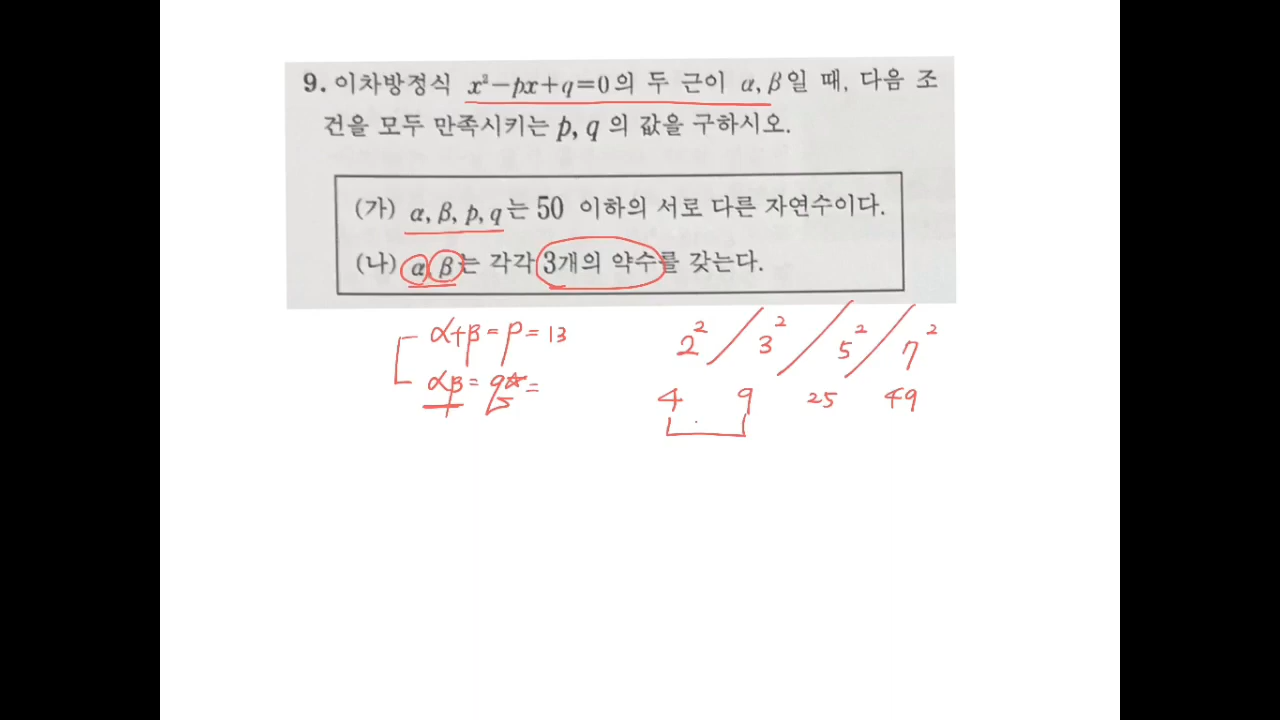 9. 이차방정식 x²-px+q=0의 두 근이 α, β일 때, 다음 조
건을 모두 만족시키는 p, q 의 값을 구하시오.
(가) α, β, p, q는 50 이하의 서로 다른 자연수이다.
(나) α, β는 각각 3개의 약수를 갖는다.
α+β = p = 13
αβ = q =
2² / 3² / 5² / 7²
4 9 25 49